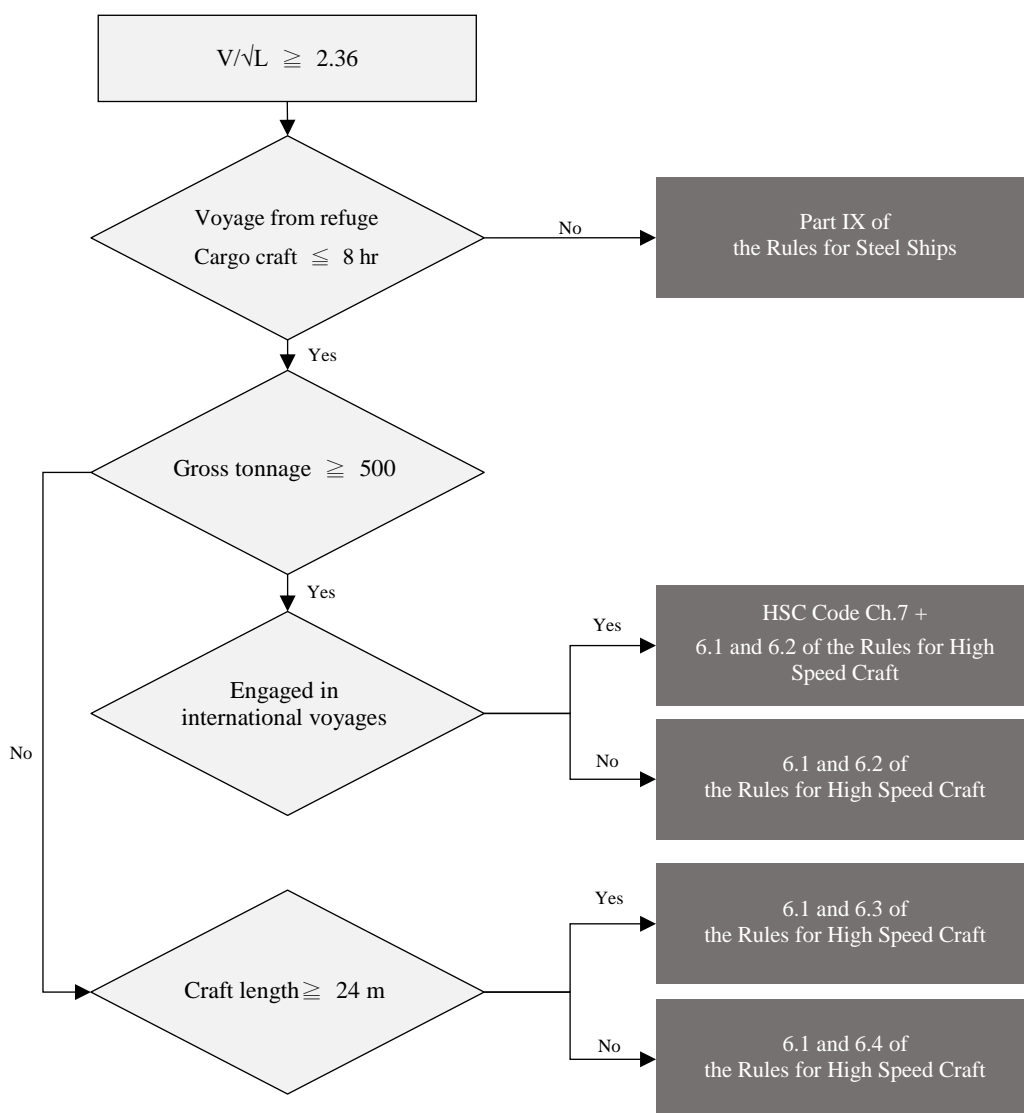 V/√L ≧ 2.36
Voyage from refuge
Cargo craft ≦ 8 hr
No
Part IX of
the Rules for Steel Ships
Yes
Gross tonnage ≧ 500
Yes
Engaged in
international voyages
Yes
HSC Code Ch.7 +
6.1 and 6.2 of the Rules for High
Speed Craft
No
6.1 and 6.2 of
the Rules for High Speed Craft
No
Craft length≧ 24 m
Yes
6.1 and 6.3 of
the Rules for High Speed Craft
No
6.1 and 6.4 of
the Rules for High Speed Craft